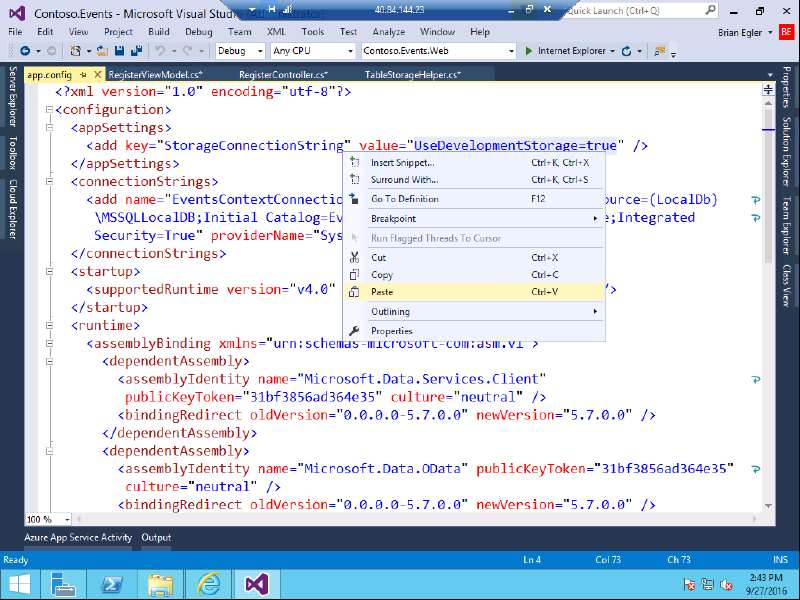 Contoso.Events - Microsoft Visual Studio
40.84.144.23
Quick Launch (Ctrl+Q)
File Edit View Project Build Debug Team XML Tools Test Analyze Window Help
Brian Egler BE
Debug Any CPU Contoso.Events.Web Internet Explorer
app.config RegisterViewModel.cs* RegisterController.cs* TableStorageHelper.cs*
Server Explorer
Toolbox
Cloud Explorer
<?xml version="1.0" encoding="utf-8"?>
<configuration>
<appSettings>
<add key="StorageConnectionString" value="UseDevelopmentStorage=true" />
</appSettings>
<connectionStrings>
<add name="EventsContextConnection
ource=(LocalDb)
\MSSQLLocalDB;Initial Catalog=Eve
e;Integrated
Security=True" providerName="Sys
</connectionStrings>
<startup>
<supportedRuntime version="v4.0"
/>
</startup>
<runtime>
<assemblyBinding xmlns="urn:schemas-microsoft-com:asm.v1">
<dependentAssembly>
<assemblyIdentity name="Microsoft.Data.Services.Client"
publicKeyToken="31bf3856ad364e35" culture="neutral" />
<bindingRedirect oldVersion="0.0.0.0-5.7.0.0" newVersion="5.7.0.0" />
</dependentAssembly>
<dependentAssembly>
<assemblyIdentity name="Microsoft.Data.OData" publicKeyToken="31bf3856ad364e35"
culture="neutral" />
<bindingRedirect oldVersion="0.0.0.0-5.7.0.0" newVersion="5.7.0.0" />
Insert Snippet... Ctrl+K, Ctrl+X
Surround With... Ctrl+K, Ctrl+S
Go To Definition F12
Breakpoint
Run Flagged Threads To Cursor
Cut Ctrl+X
Copy Ctrl+C
Paste Ctrl+V
Outlining
Properties
Properties
Solution Explorer
Team Explorer
Class View
100 %
Azure App Service Activity Output
Ready Ln 4 Col 73 Ch 73 INS
2:43 PM
9/27/2016